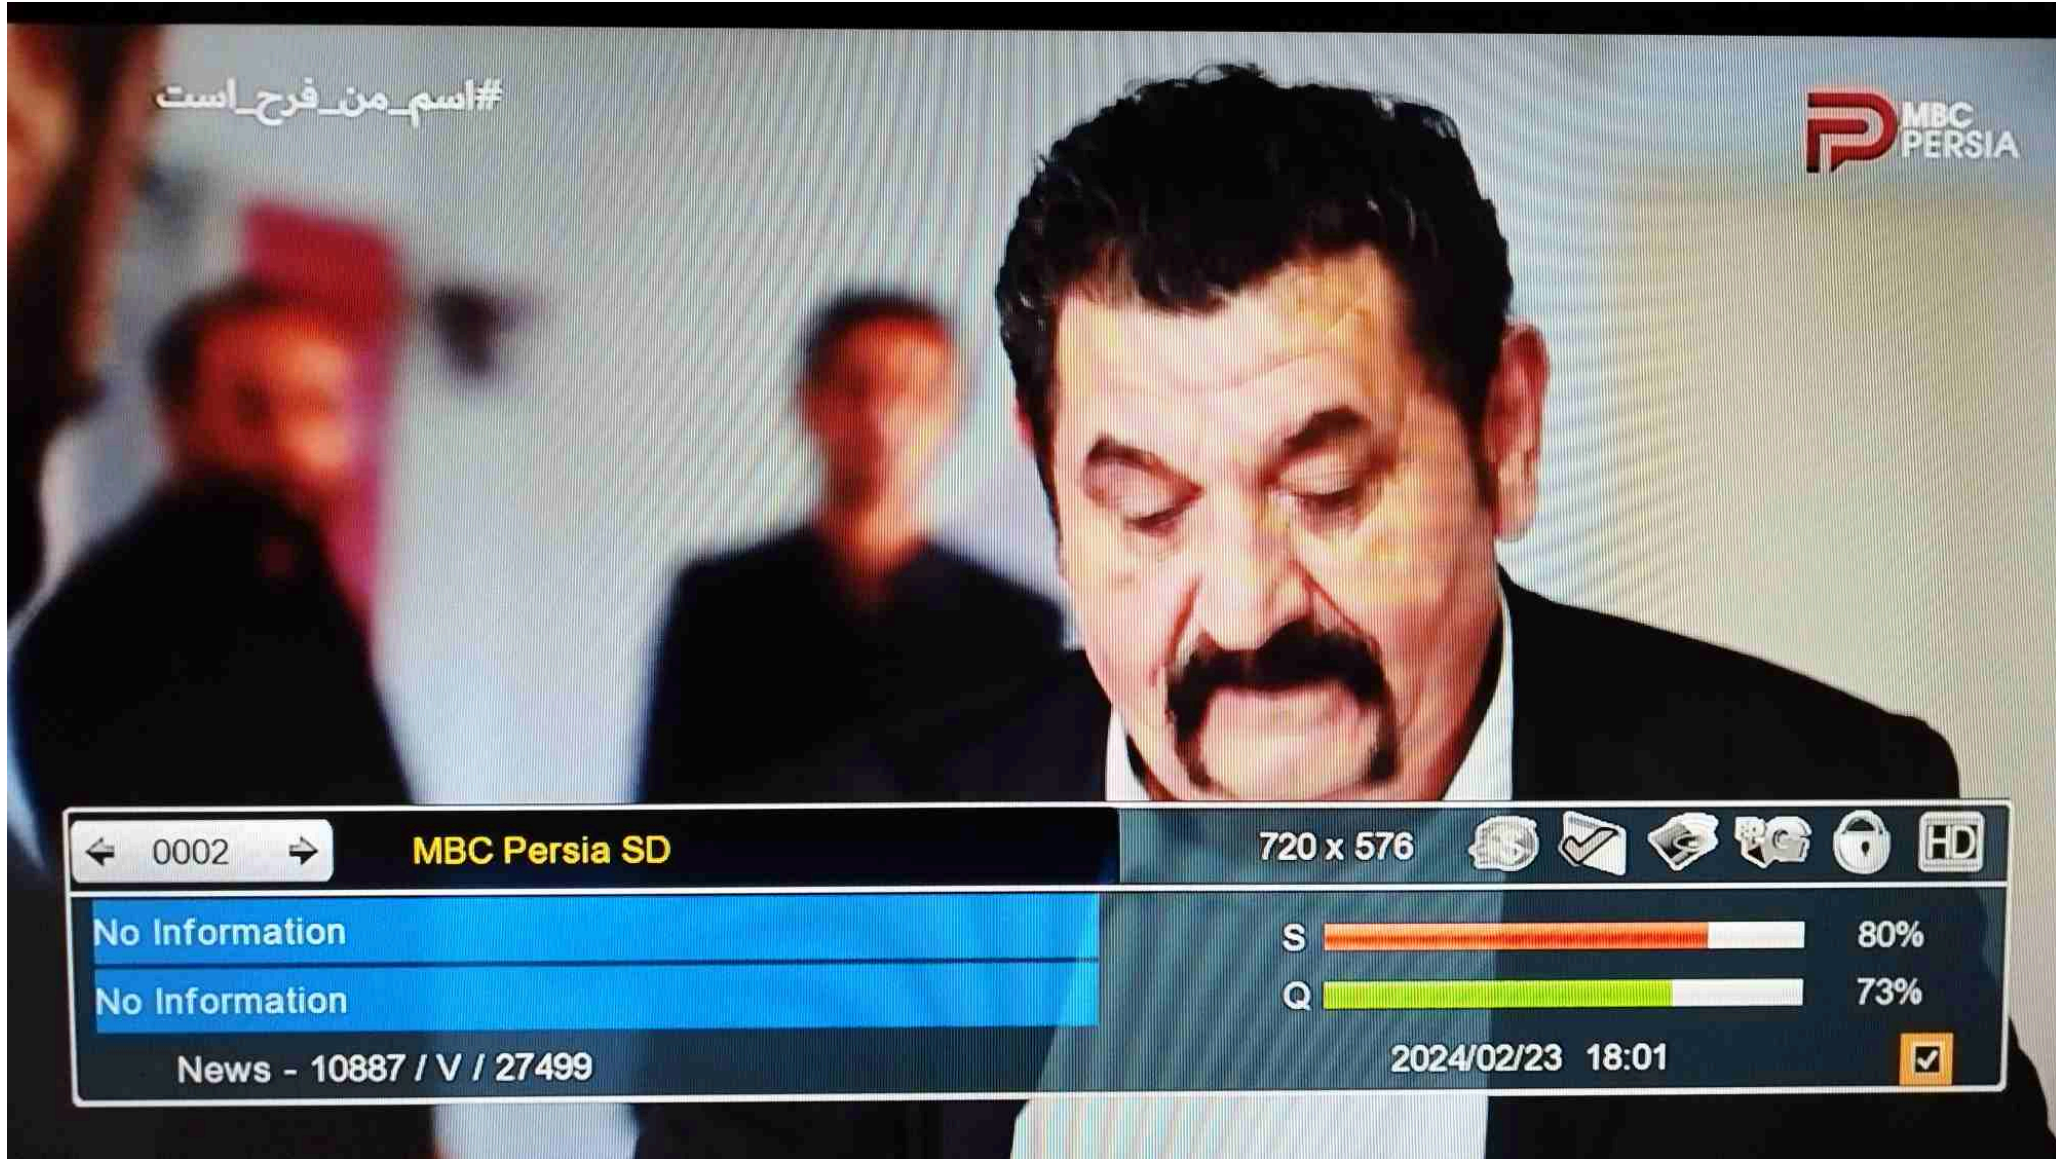 #اسم_من_فرح_است
MBC
PERSIA
0002
MBC Persia SD
720 x 576
HD
No Information
S
80%
No Information
Q
73%
News - 10887 / V / 27499
2024/02/23 18:01